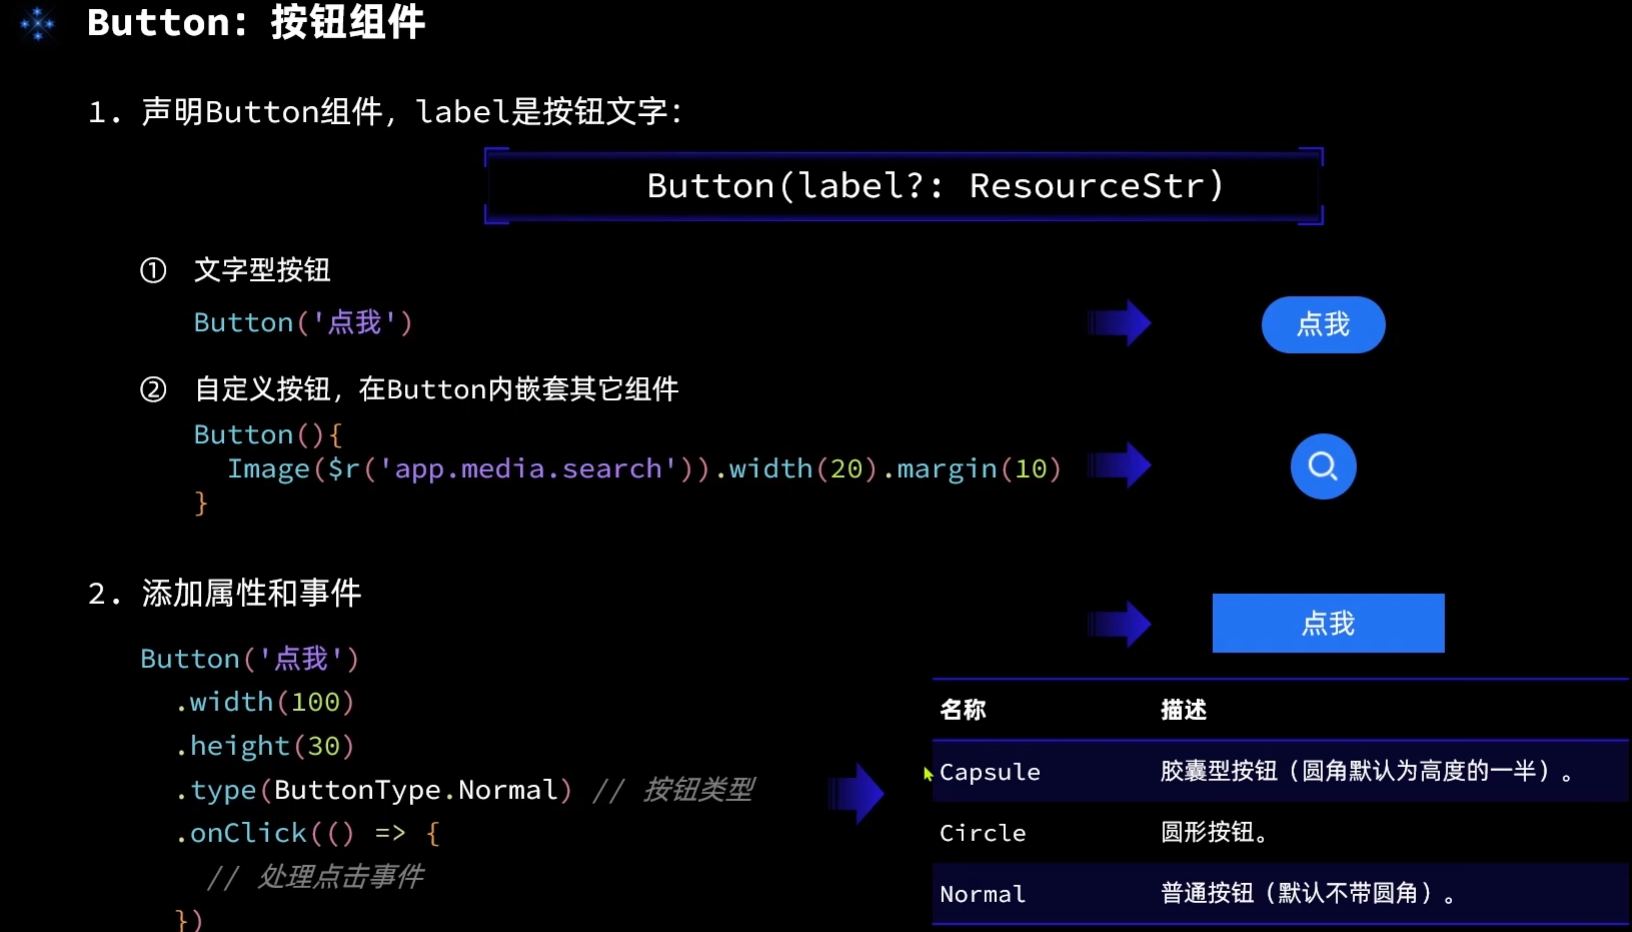 Button：按钮组件
1. 声明Button组件，label是按钮文字：
Button(label?: ResourceStr)
① 文字型按钮
Button('点我')
点我
② 自定义按钮，在Button内嵌套其它组件
Button(){
Image($r('app.media.search')).width(20).margin(10)
}
2. 添加属性和事件
点我
Button('点我')
.width(100)
.height(30)
.type(ButtonType.Normal) // 按钮类型
.onClick(() => {
// 处理点击事件
})
名称 描述
Capsule 胶囊型按钮（圆角默认为高度的一半）。
Circle 圆形按钮。
Normal 普通按钮（默认不带圆角）。